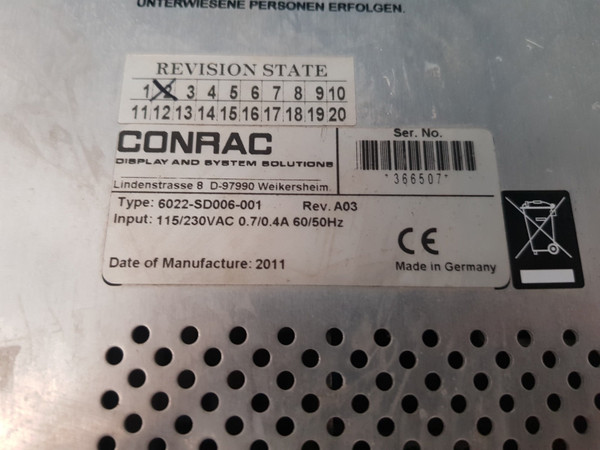 UNTERWIESENE PERSONEN ERFOLGEN.
REVISION STATE
1 2 3 4 5 6 7 8 9 10
11 12 13 14 15 16 17 18 19 20
CONRAC
DISPLAY AND SYSTEM SOLUTIONS
Lindenstrasse 8 D-97990 Weikersheim
Ser. No.
*366507*
Type: 6022-SD006-001 Rev. A03
Input: 115/230VAC 0.7/0.4A 60/50Hz
CE
Date of Manufacture: 2011
Made in Germany